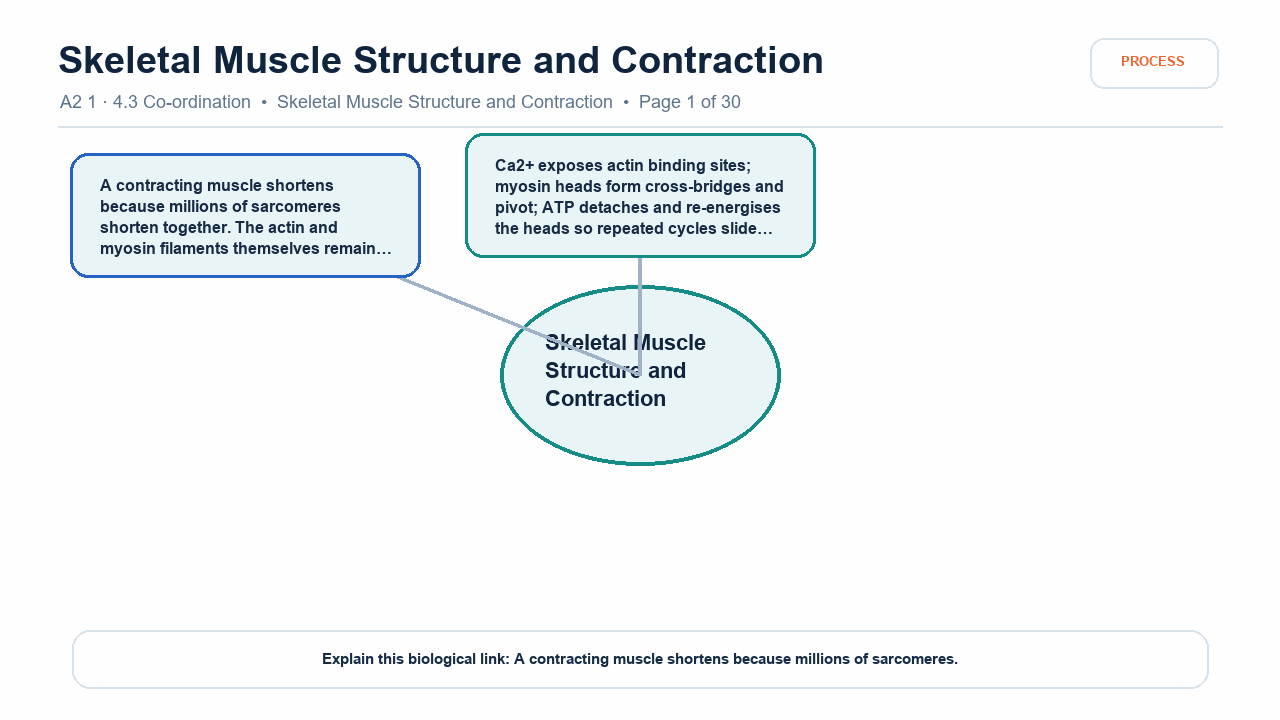 Skeletal Muscle Structure and Contraction
PROCESS
A2 1 · 4.3 Co-ordination • Skeletal Muscle Structure and Contraction • Page 1 of 30
A contracting muscle shortens
because millions of sarcomeres
shorten together. The actin and
myosin filaments themselves remain…
Ca2+ exposes actin binding sites;
myosin heads form cross-bridges and
pivot; ATP detaches and re-energises
the heads so repeated cycles slide…
Skeletal Muscle
Structure and
Contraction
Explain this biological link: A contracting muscle shortens because millions of sarcomeres.